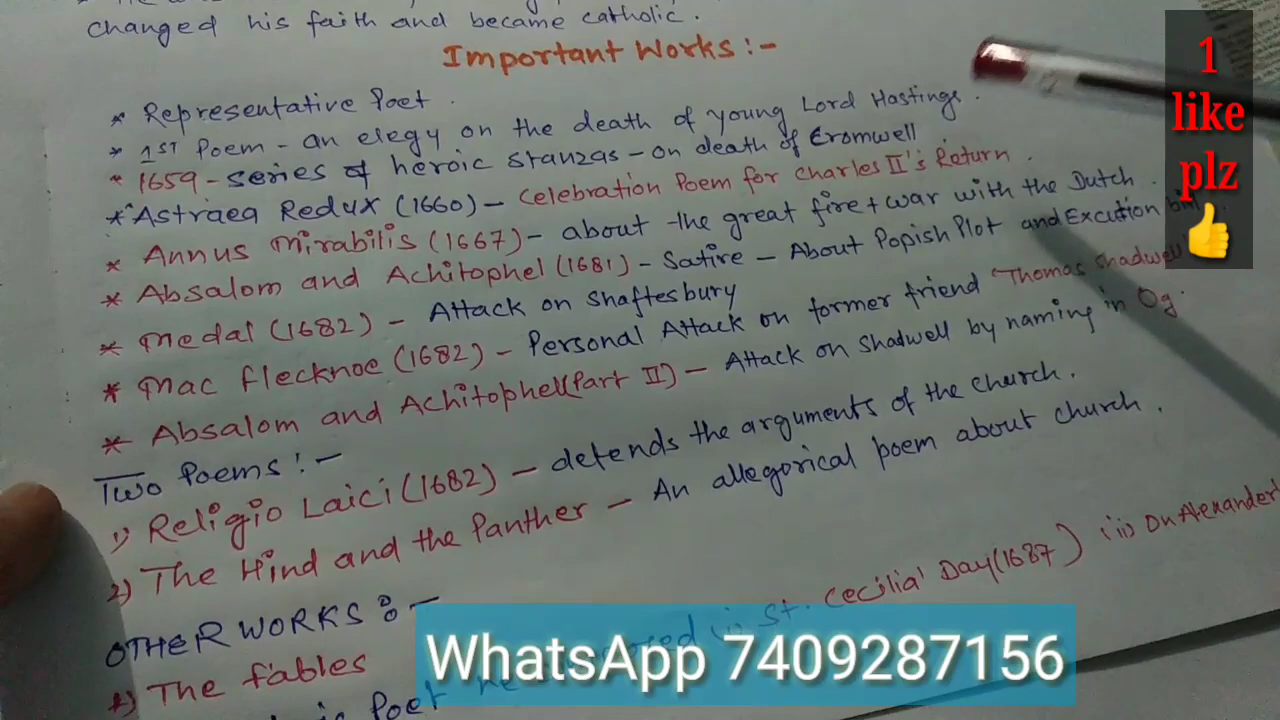 changed his faith and became catholic.
Important Works :-
* Representative Poet.
* 1ST Poem - an elegy on the death of young Lord Hastings.
* 1659 - series of heroic stanzas - on death of Cromwell
* Astraea Redux (1660) - Celebration Poem for Charles II's Return.
* Annus Mirabilis (1667) - about the great fire + war with the Dutch.
* Absalom and Achitophel (1681) - Satire - About Popish Plot and Excution bill.
* Medal (1682) - Attack on Shaftesbury
* Mac Flecknoe (1682) - Personal Attack on former friend "Thomas Shadwell
* Absalom and Achitophel (Part II) - Attack on Shadwell by naming in Og.
Two Poems :-
1) Religio Laici (1682) - defends the arguments of the church.
2) The Hind and the Panther - An allegorical poem about church.
OTHER WORKS :-
1) The fables
Poet he St. Cecilia' Day (1687) (ii) On Alexander
1
like
plz
👍
WhatsApp 7409287156